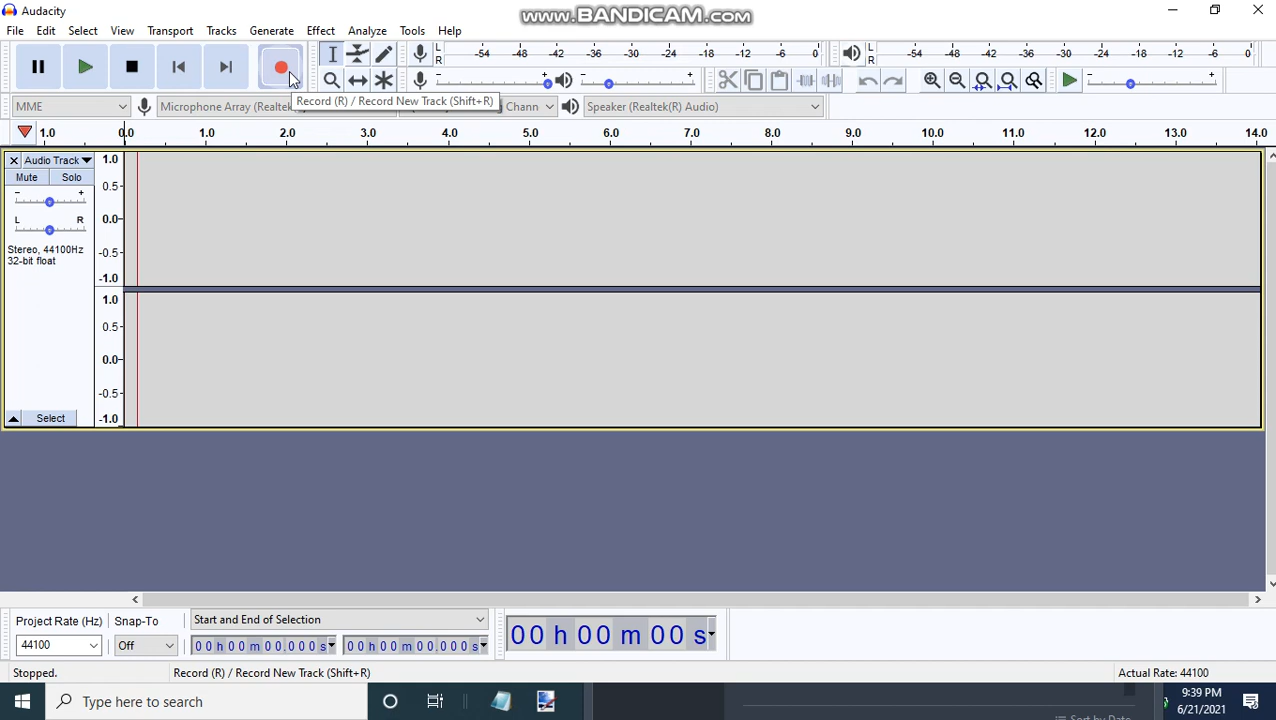 Audacity
www.BANDICAM.com
File Edit Select View Transport Tracks Generate Effect Analyze Tools Help
L
R
-54 -48 -42 -36 -30 -24 -18 -12 -6 0
L
R
-54 -48 -42 -36 -30 -24 -18 -12 -6 0
Record (R) / Record New Track (Shift+R)
MME
Microphone Array (Realtek(
Chann
Speaker (Realtek(R) Audio)
1.0 0.0 1.0 2.0 3.0 4.0 5.0 6.0 7.0 8.0 9.0 10.0 11.0 12.0 13.0 14.0
Audio Track
Mute Solo
- +
L R
Stereo, 44100Hz
32-bit float
Select
1.0
0.5
0.0
-0.5
-1.0
1.0
0.5
0.0
-0.5
-1.0
Project Rate (Hz) Snap-To Start and End of Selection
44100 Off 00 h 00 m 00.000 s 00 h 00 m 00.000 s
00 h 00 m 00 s
Stopped. Record (R) / Record New Track (Shift+R) Actual Rate: 44100
Type here to search
Sort by Date
9:39 PM
6/21/2021